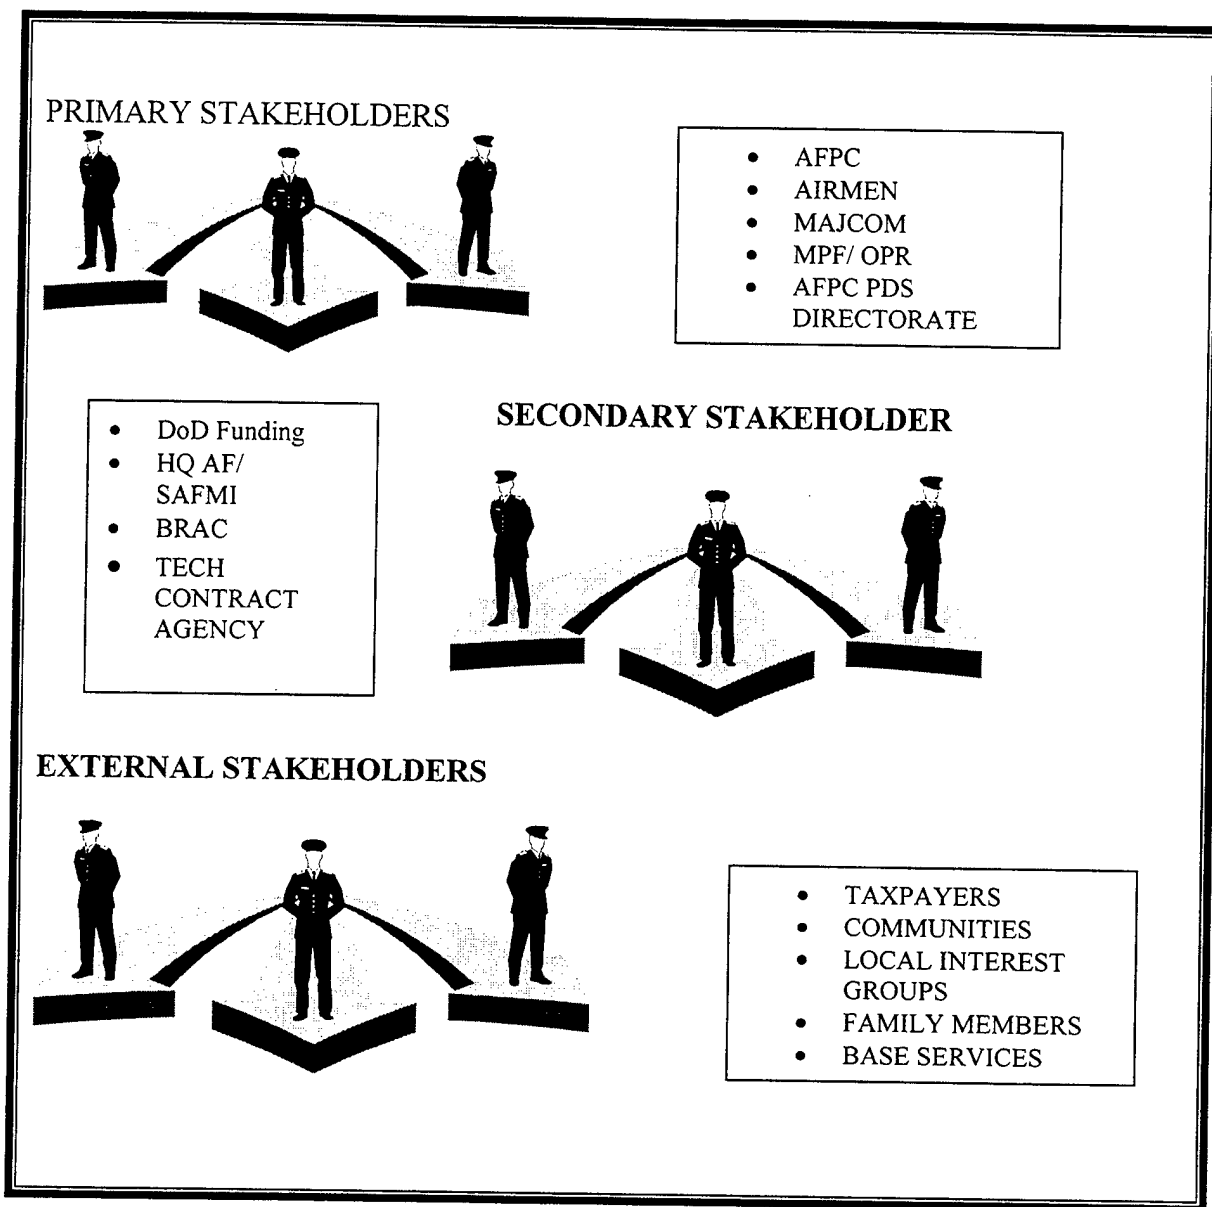 PRIMARY STAKEHOLDERS
• AFPC
• AIRMEN
• MAJCOM
• MPF/ OPR
• AFPC PDS
DIRECTORATE
SECONDARY STAKEHOLDER
• DoD Funding
• HQ AF/
SAFMI
• BRAC
• TECH
CONTRACT
AGENCY
EXTERNAL STAKEHOLDERS
• TAXPAYERS
• COMMUNITIES
• LOCAL INTEREST
GROUPS
• FAMILY MEMBERS
• BASE SERVICES